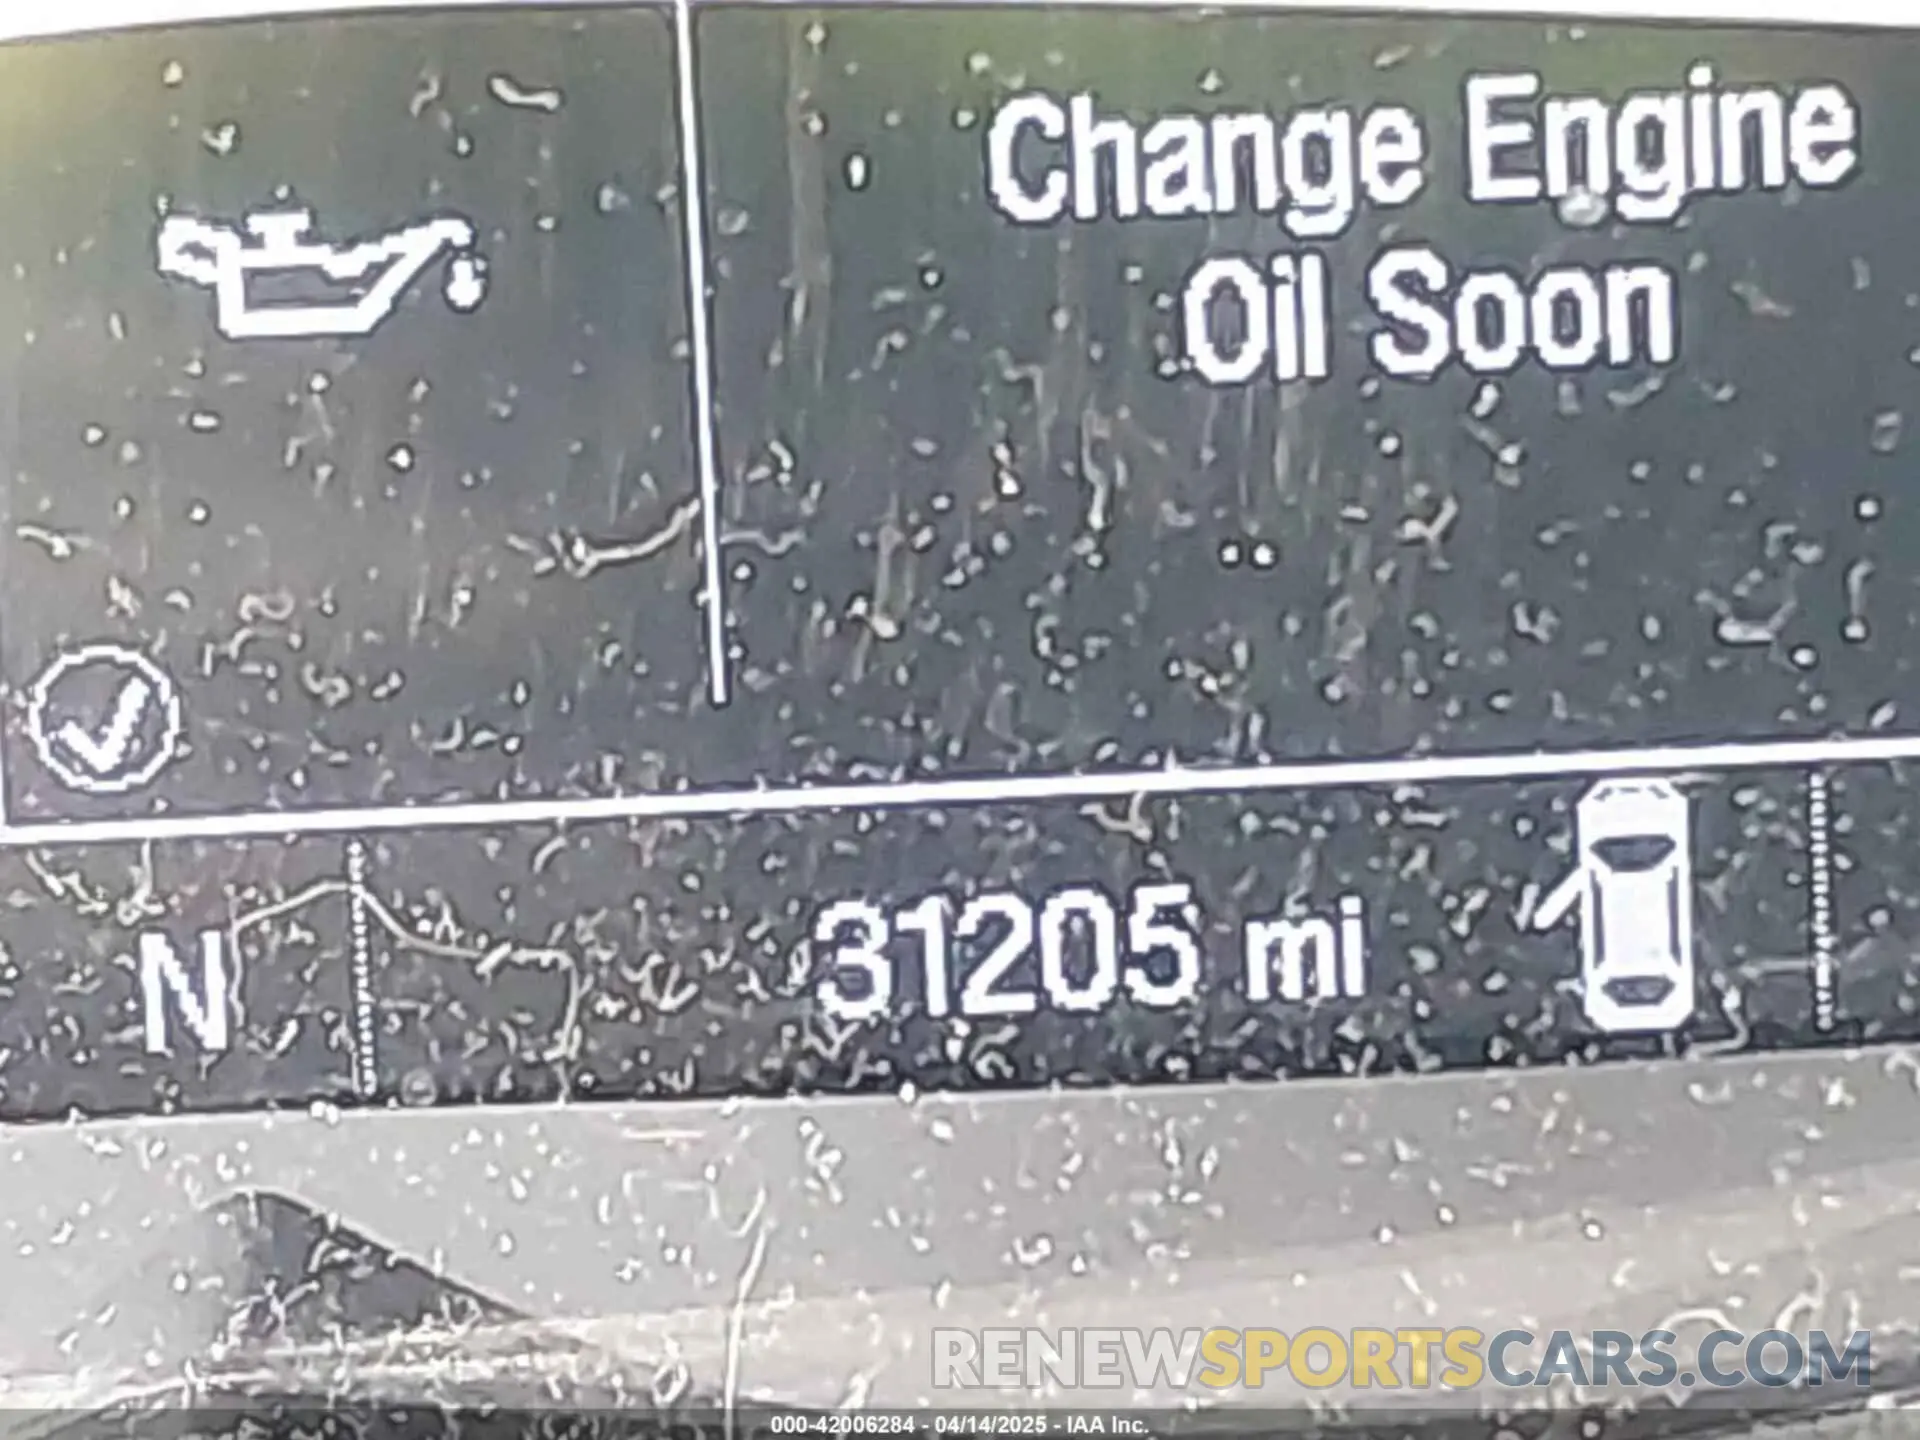 Change Engine
Oil Soon
N
31205 mi
RENEWSPORTSCARS.COM
000-42006284 - 04/14/2025 - IAA Inc.